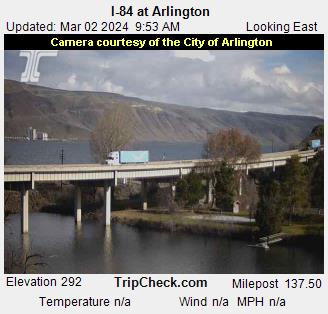 I-84 at Arlington
Updated: Mar 02 2024 9:53 AM Looking East
Camera courtesy of the City of Arlington
Elevation 292 TripCheck.com Milepost 137.50
Temperature n/a Wind n/a MPH n/a